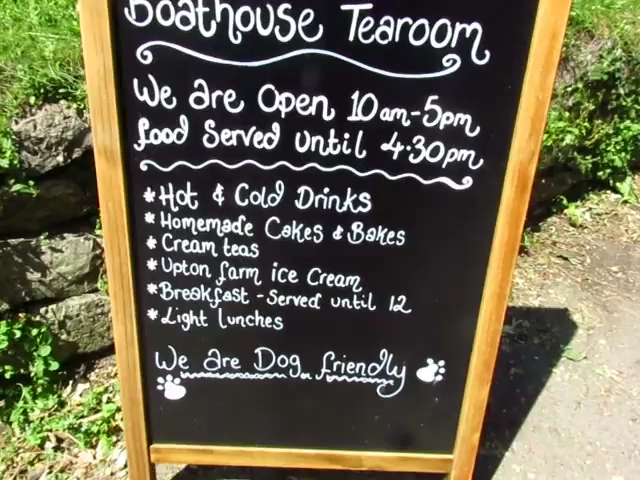 Boathouse Tearoom
We are Open 10am-5pm
food Served until 4.30pm
*Hot & Cold Drinks
*Homemade Cakes & Bakes
*Cream teas
*Upton farm ice Cream
*Breakfast - served until 12
*Light lunches
We are Dog friendly